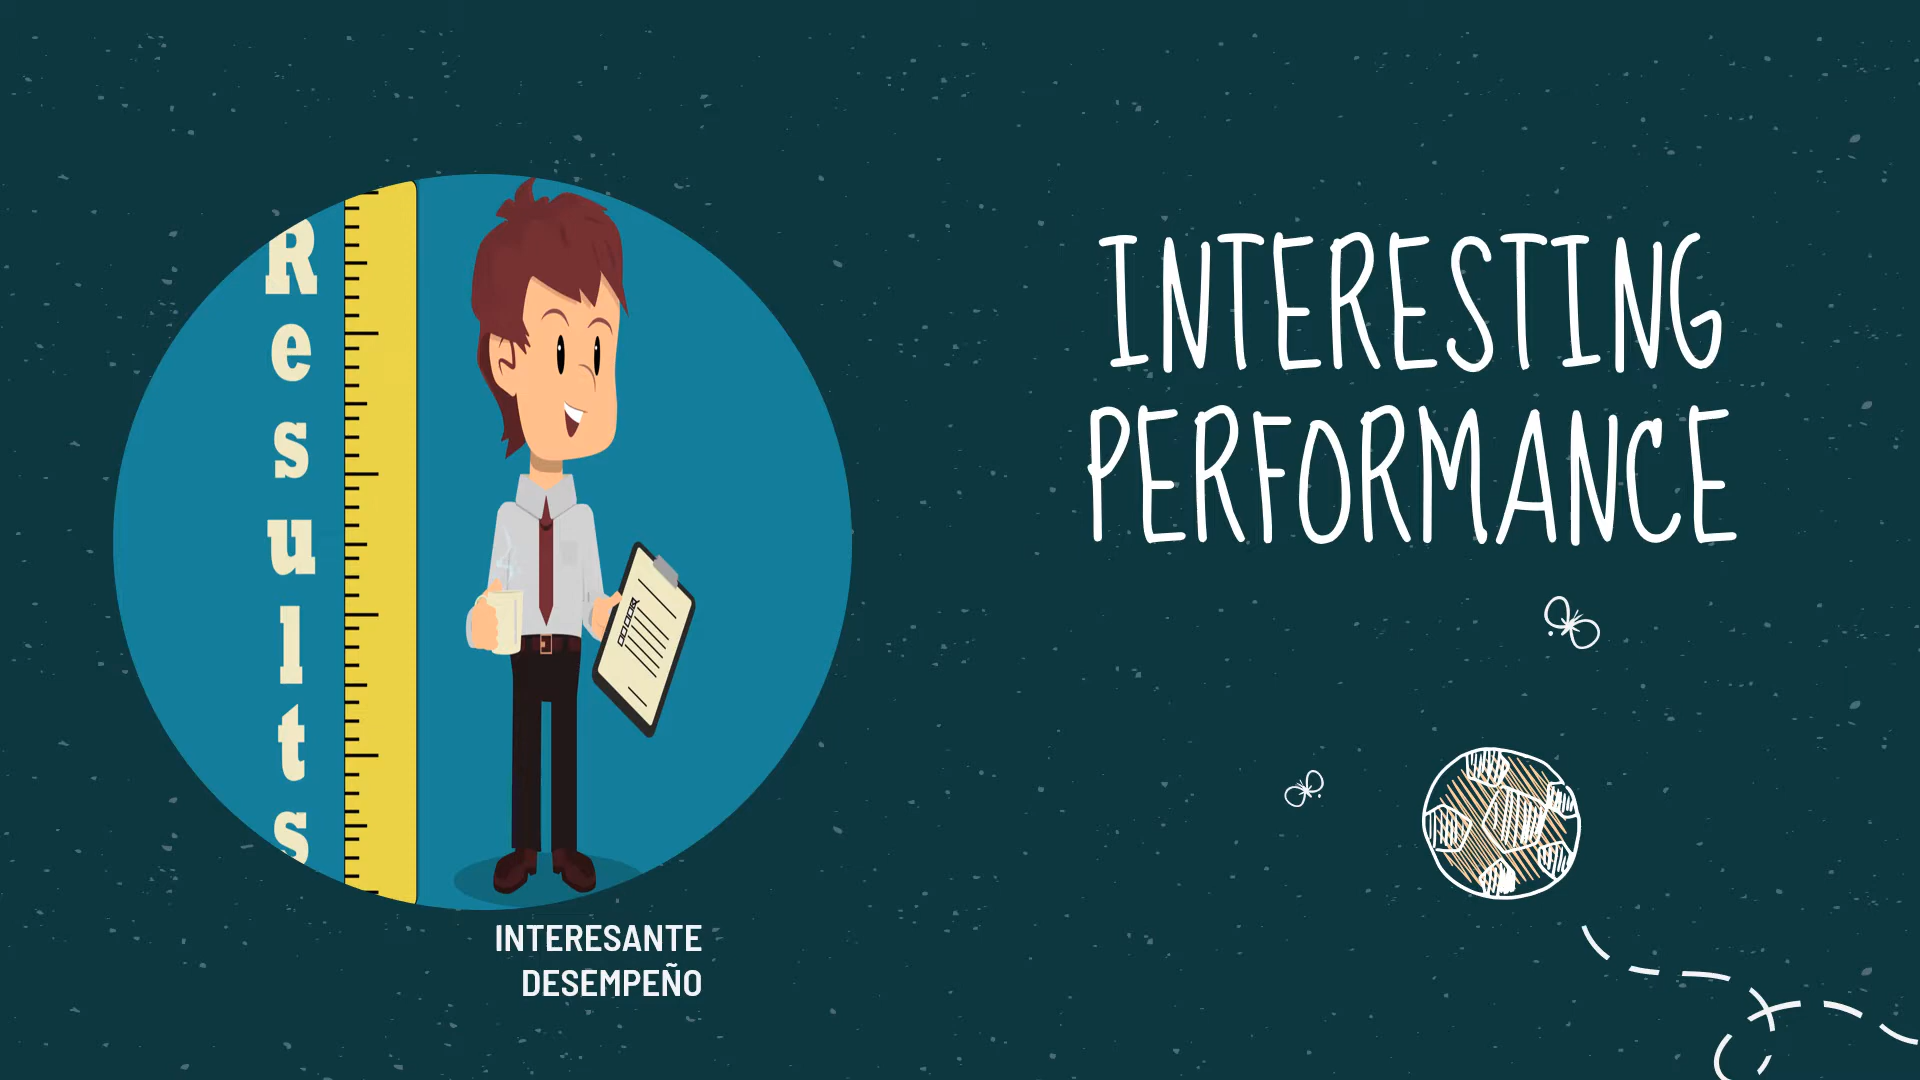 Results
INTERESTING
PERFORMANCE
INTERESANTE
DESEMPEÑO